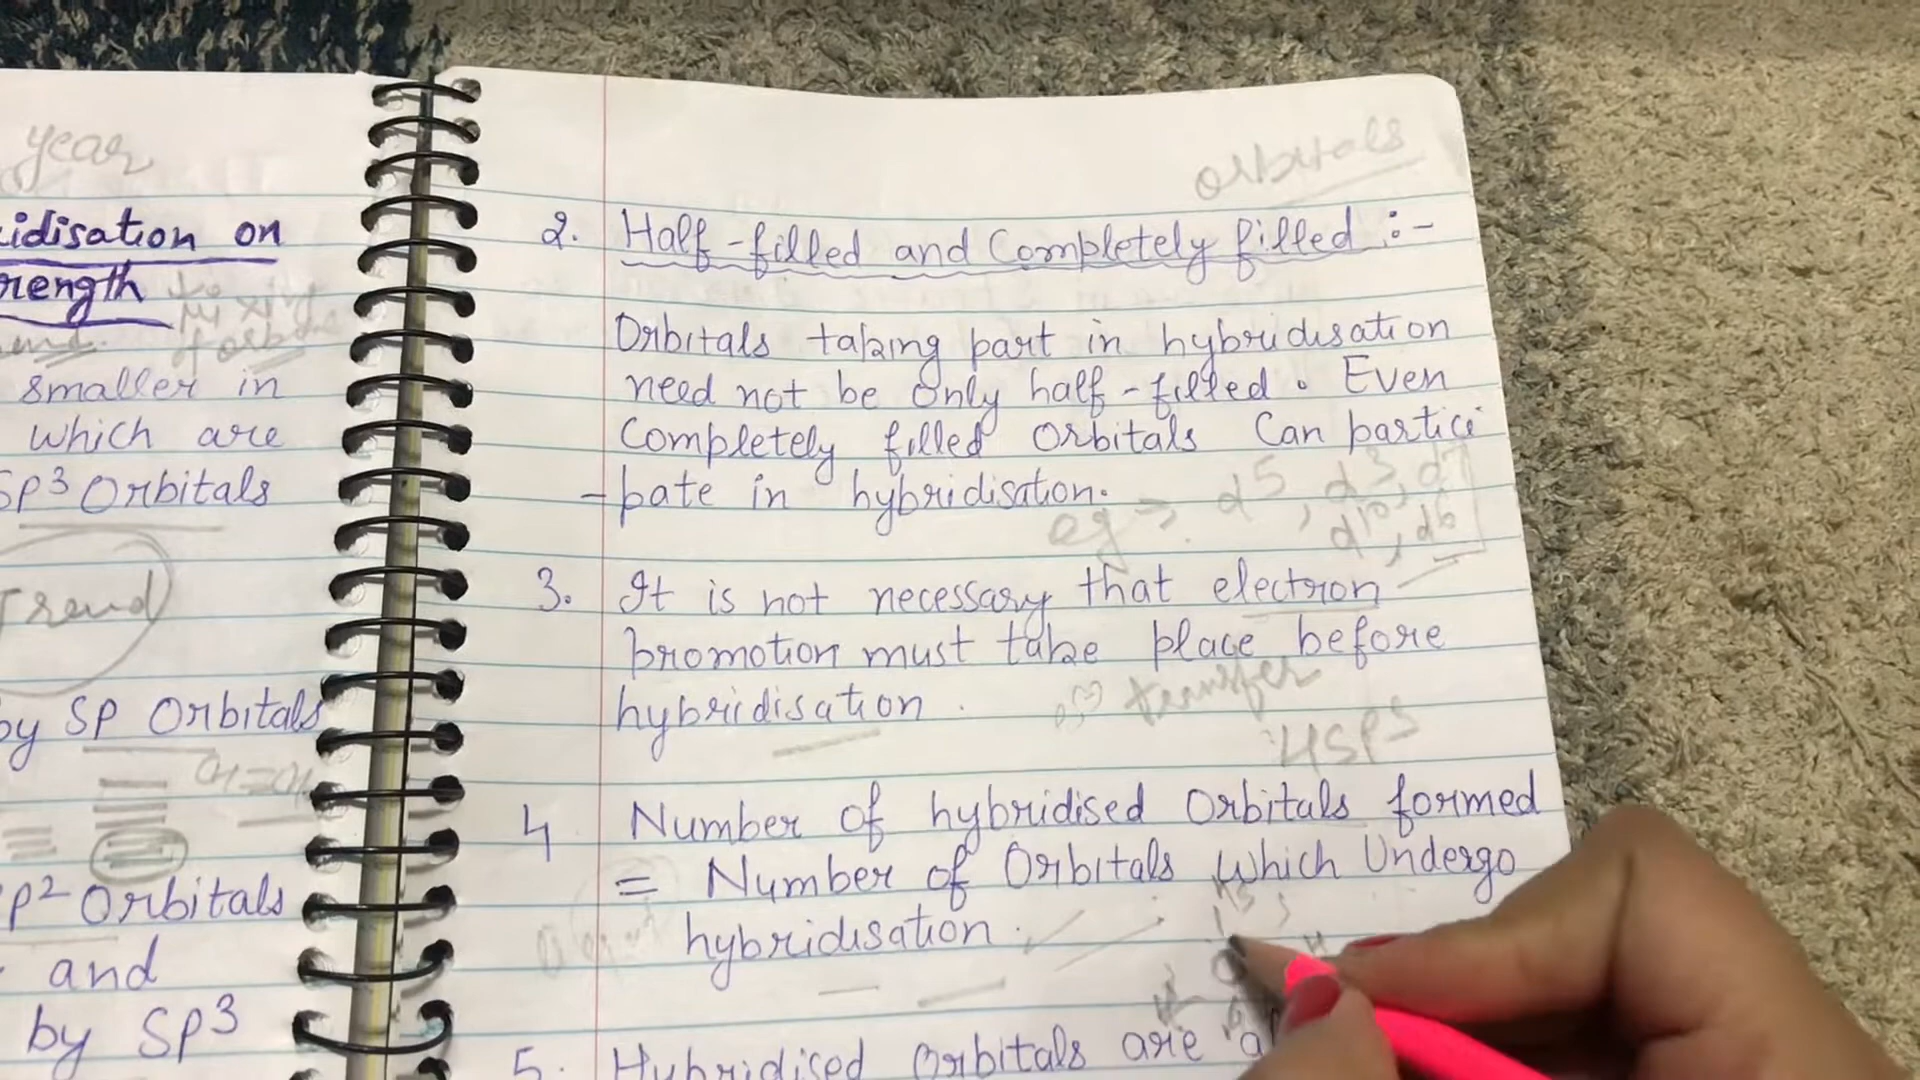 year
idisation on
rength
smaller in
which are
SP3 Orbitals
Trend
by SP Orbitals
P2 Orbitals
and
by SP3
orbitals
2. Half-filled and Completely filled :-
Orbitals taking part in hybridisation
need not be only half-filled. Even
Completely filled Orbitals Can partici
-pate in hybridisation.
eg → d5, d3, d7
d10, d6
3. It is not necessary that electron
promotion must take place before
hybridisation.
transfer
4 Number of hybridised Orbitals formed
= Number of Orbitals which Undergo
hybridisation.
5. Hybridised Orbitals are